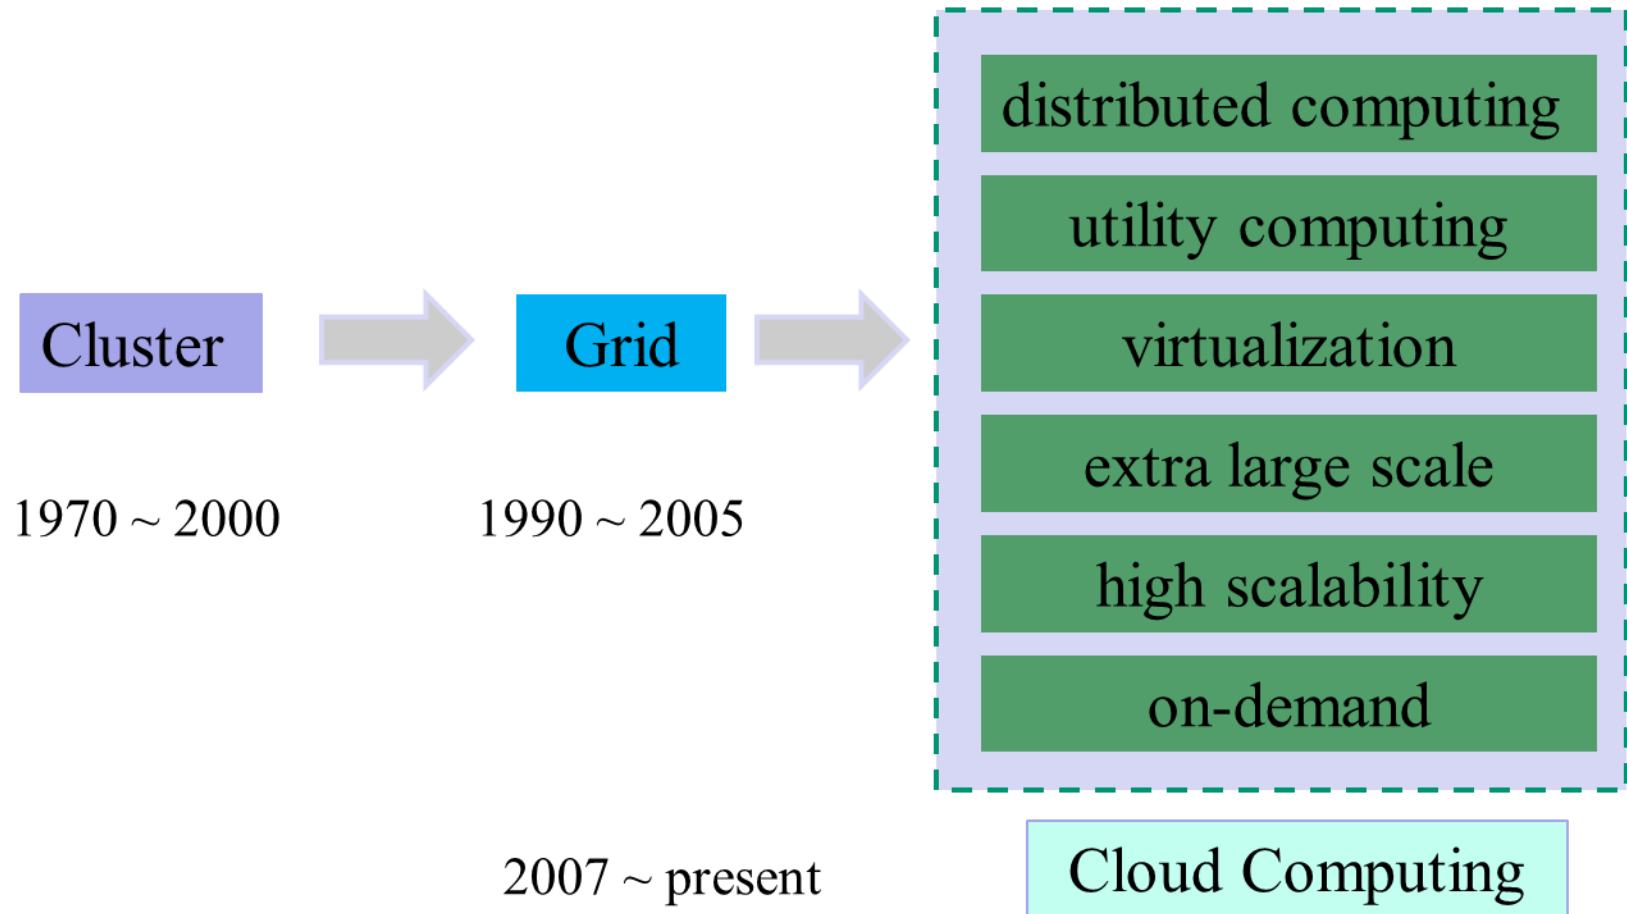 Cluster
1970 ~ 2000
Grid
1990 ~ 2005
distributed computing
utility computing
virtualization
extra large scale
high scalability
on-demand
2007 ~ present
Cloud Computing